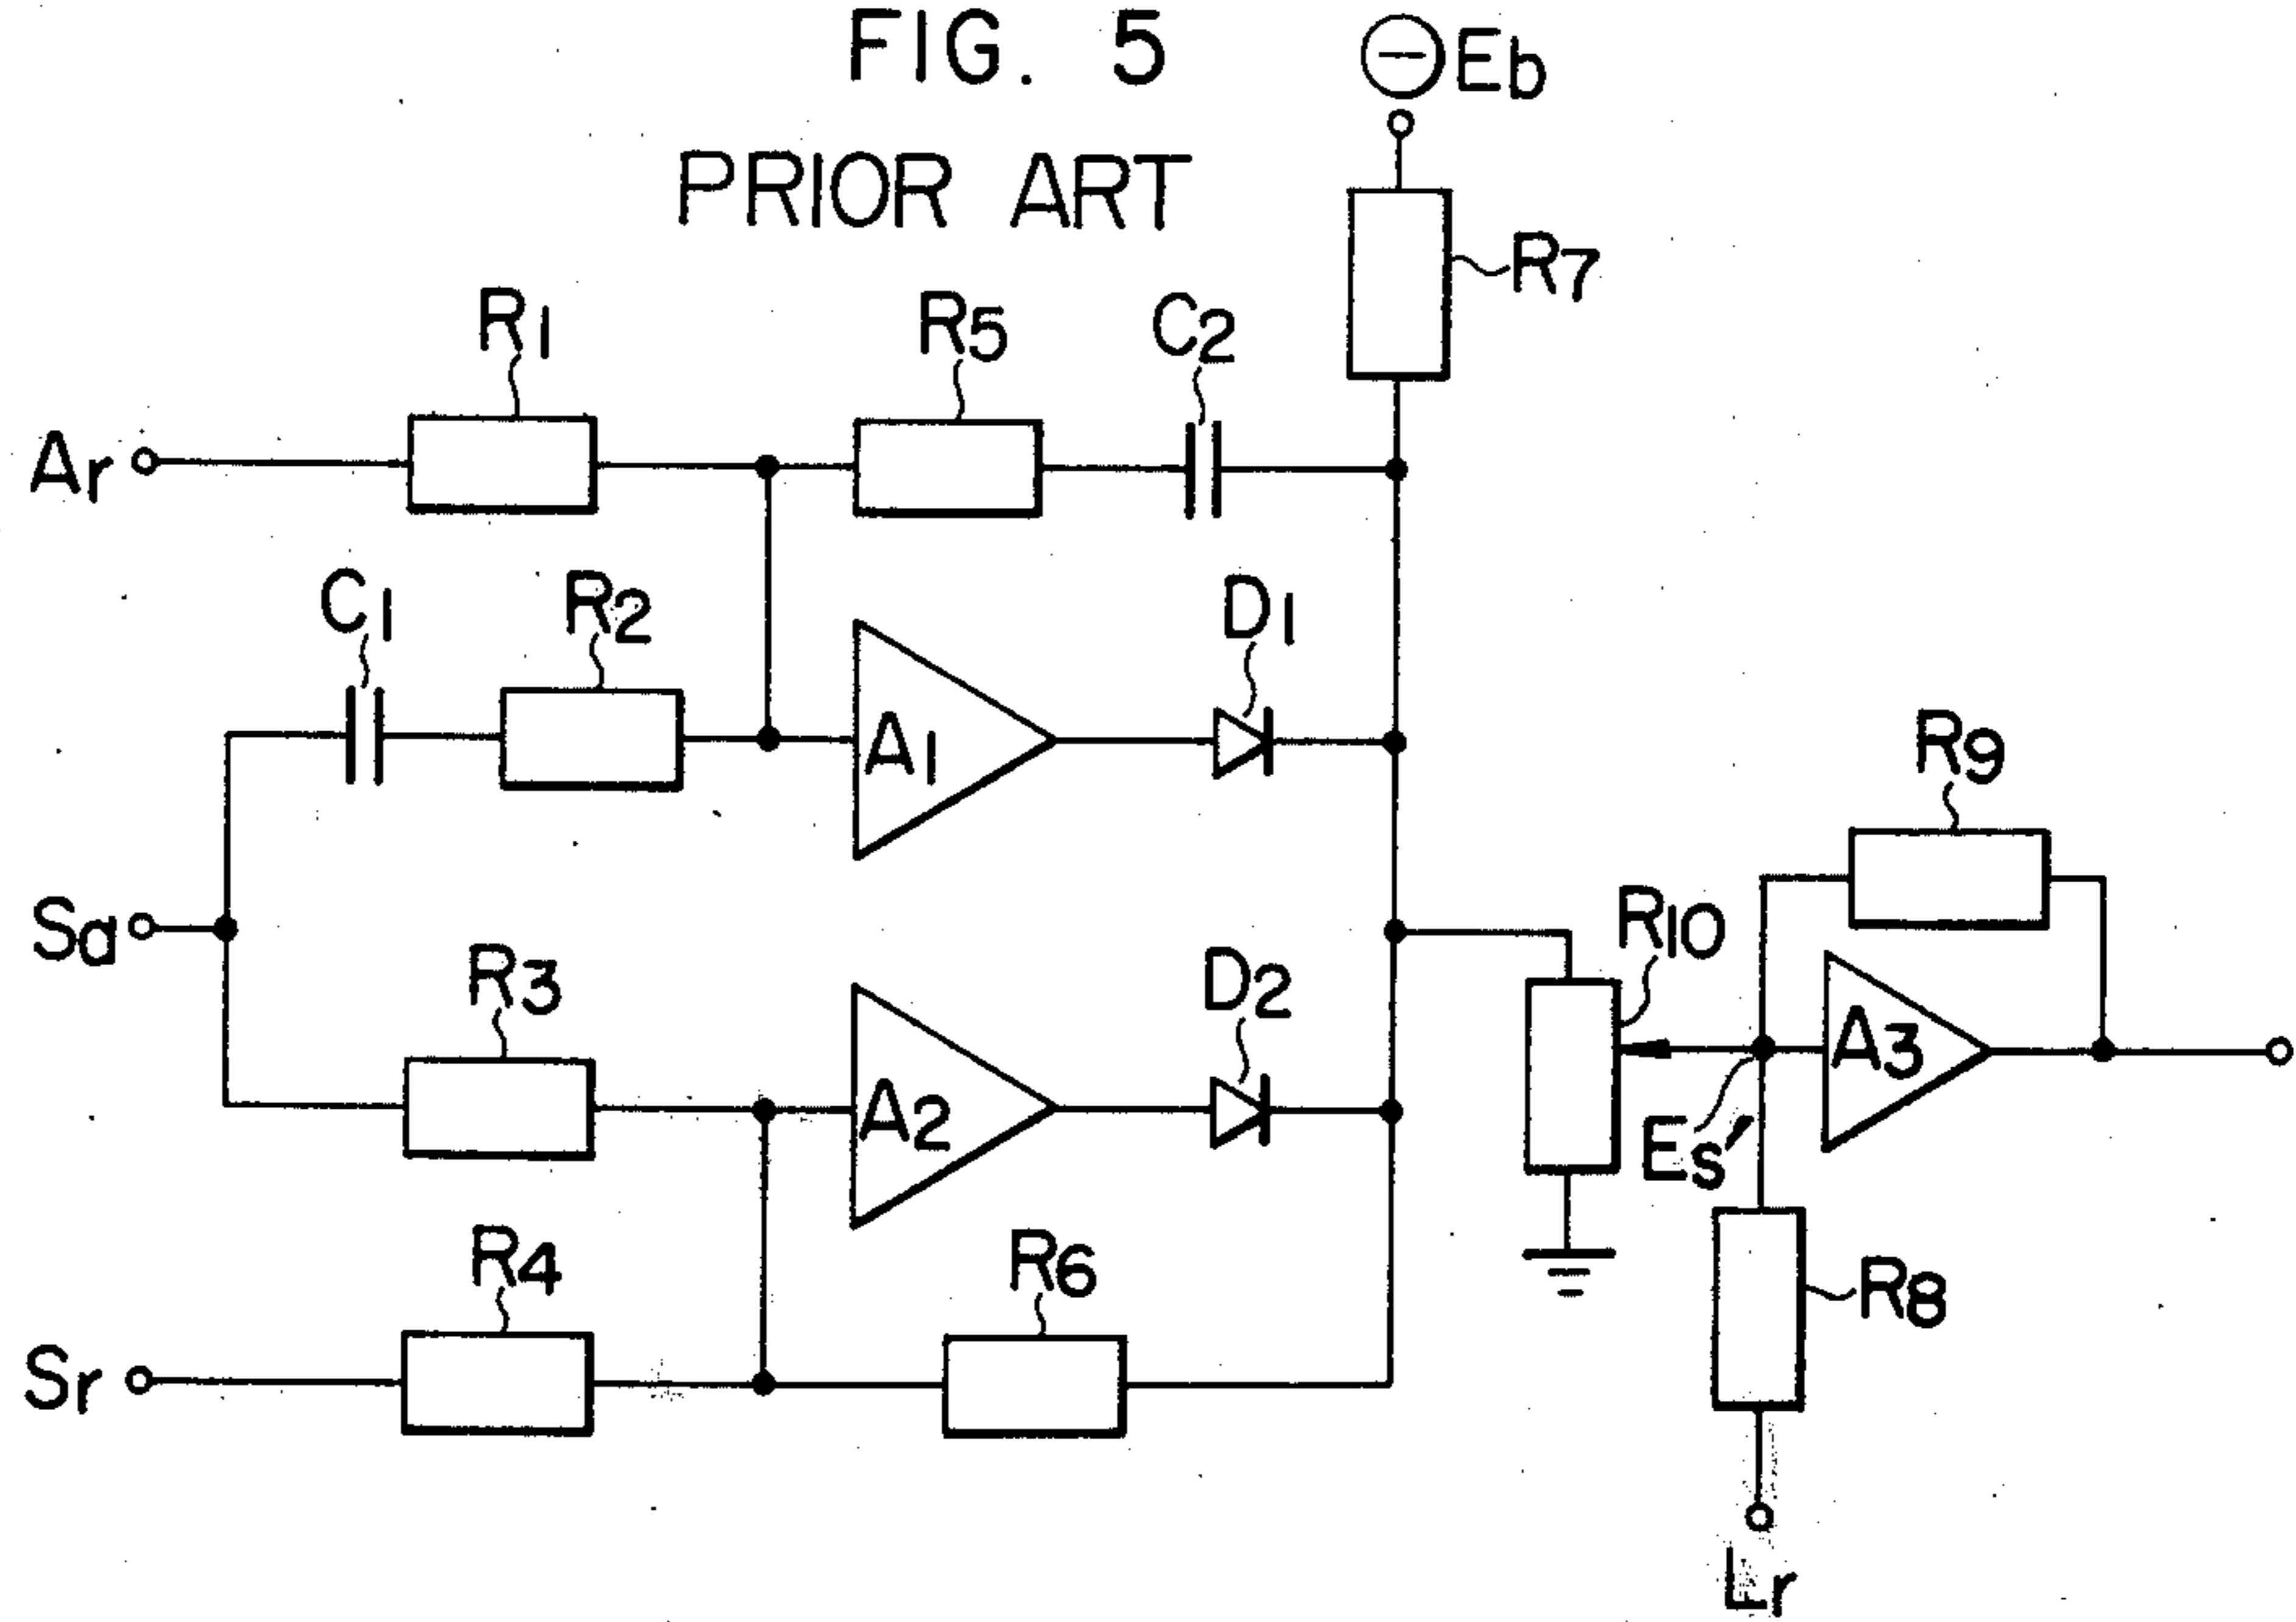 FIG. 5
⊖ Eb
PRIOR ART
R7
R1
R5
C2
Ar
C1
R2
D1
A1
R9
Sa
R10
R3
D2
A3
A2
Es'
R4
R6
R8
Sr
Lr